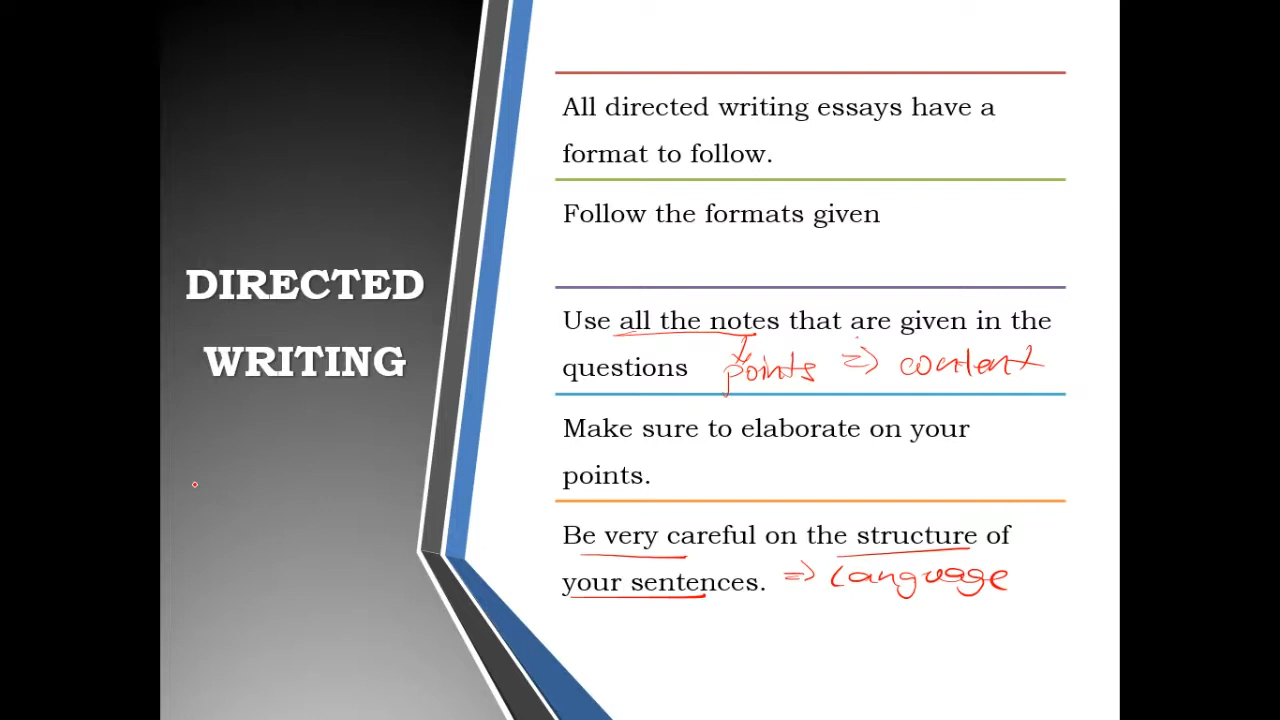 DIRECTED
WRITING
All directed writing essays have a
format to follow.
Follow the formats given
Use all the notes that are given in the
questions points => content
Make sure to elaborate on your
points.
Be very careful on the structure of
your sentences. => Language